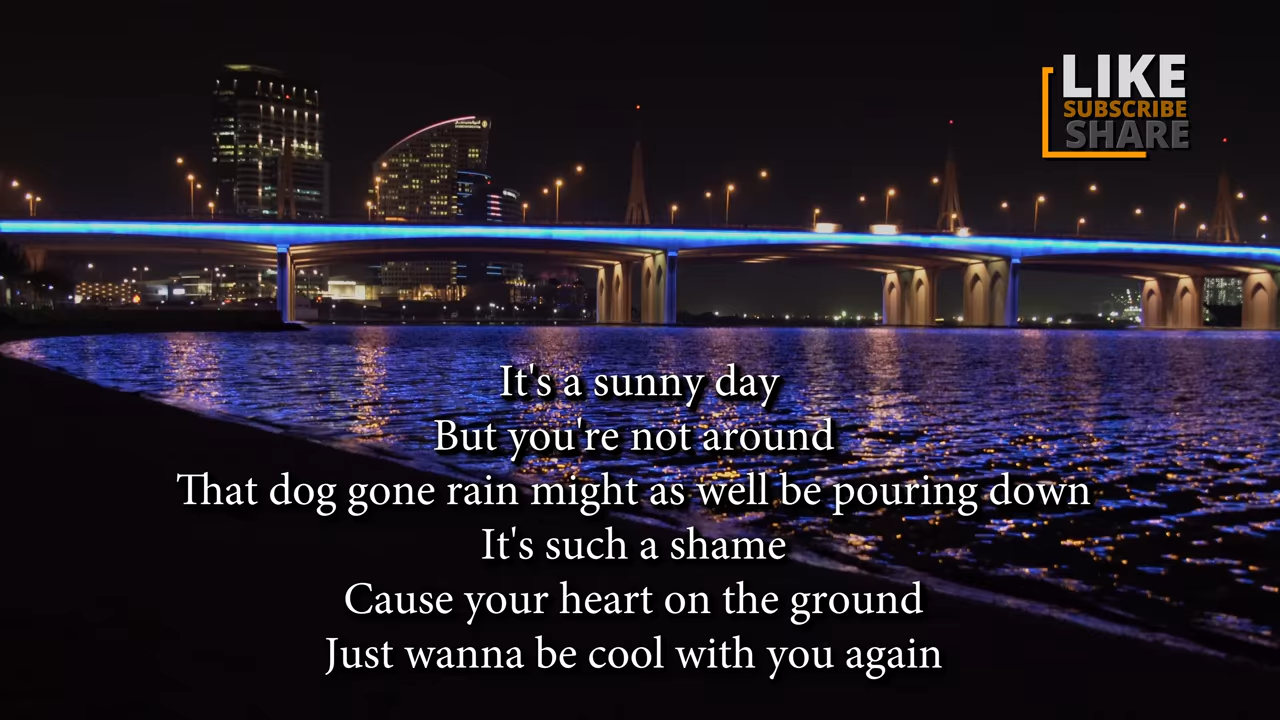 LIKE
SUBSCRIBE
SHARE
It's a sunny day
But you're not around
That dog gone rain might as well be pouring down
It's such a shame
Cause your heart on the ground
Just wanna be cool with you again